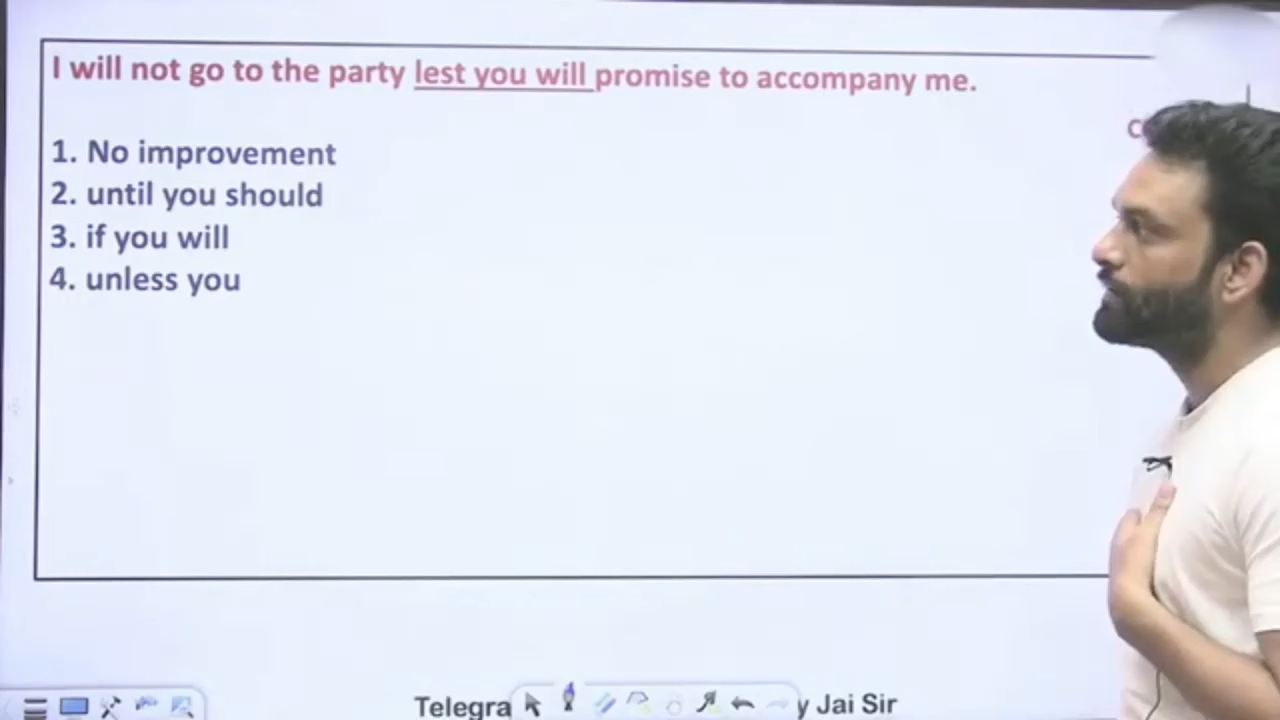 I will not go to the party lest you will promise to accompany me.
1. No improvement
2. until you should
3. if you will
4. unless you
Jai Sir